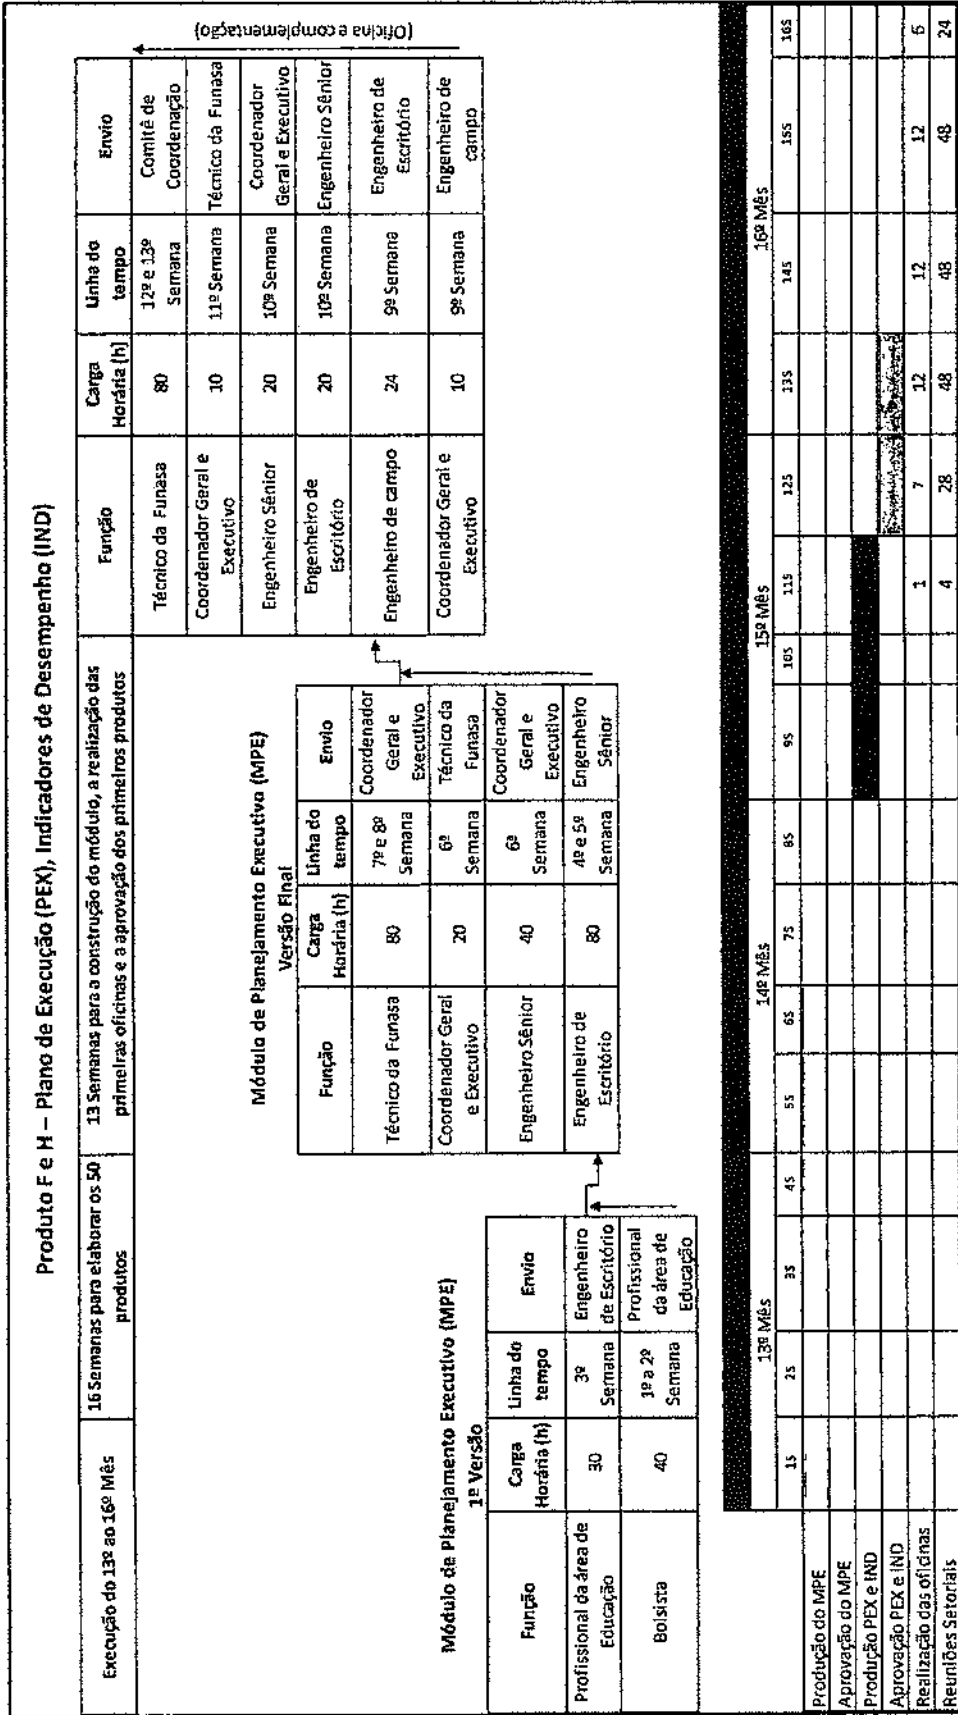 Produto F e H – Plano de Execução (PEX), Indicadores de Desempenho (IND)
Execução do 13º ao 16º Mês
16 Semanas para elaborar os 50
produtos
13 Semanas para a construção do módulo, a realização das
primeiras oficinas e a aprovação dos primeiros produtos
Módulo de Planejamento Executivo (MPE)
1ª Versão
Função
Carga
Horária (h)
Linha do
tempo
Envio
Profissional da área de
Educação
30
3ª
Semana
Engenheiro
de Escritório
Bolsista
40
1ª a 2ª
Semana
Profissional
da área de
Educação
Módulo de Planejamento Executivo (MPE)
Versão Final
Função
Carga
Horária (h)
Linha do
tempo
Envio
Técnico da Funasa
80
7ª e 8ª
Semana
Coordenador
Geral e
Executivo
Coordenador Geral
e Executivo
20
6ª
Semana
Técnico da
Funasa
Engenheiro Sênior
40
6ª
Semana
Coordenador
Geral e
Executivo
Engenheiro de
Escritório
80
4ª e 5ª
Semana
Engenheiro
Sênior
Função
Carga
Horária (h)
Linha do
tempo
Envio
Técnico da Funasa
80
12ª e 13ª
Semana
Comitê de
Coordenação
Coordenador Geral e
Executivo
10
11ª Semana
Técnico da Funasa
Engenheiro Sênior
20
10ª Semana
Coordenador
Geral e Executivo
Engenheiro de
Escritório
20
10ª Semana
Engenheiro Sênior
Engenheiro de campo
24
9ª Semana
Engenheiro de
Escritório
Coordenador Geral e
Executivo
10
9ª Semana
Engenheiro de
campo
(Oficina e complementação)
13º Mês 14º Mês 15º Mês 16º Mês
1S 2S 3S 4S 5S 6S 7S 8S 9S 10S 11S 12S 13S 14S 15S 16S
Produção do MPE
Aprovação do MPE
Produção PEX e IND
Aprovação PEX e IND
Realização das oficinas 1 7 12 12 12 6
Reuniões Setoriais 4 28 48 48 48 24